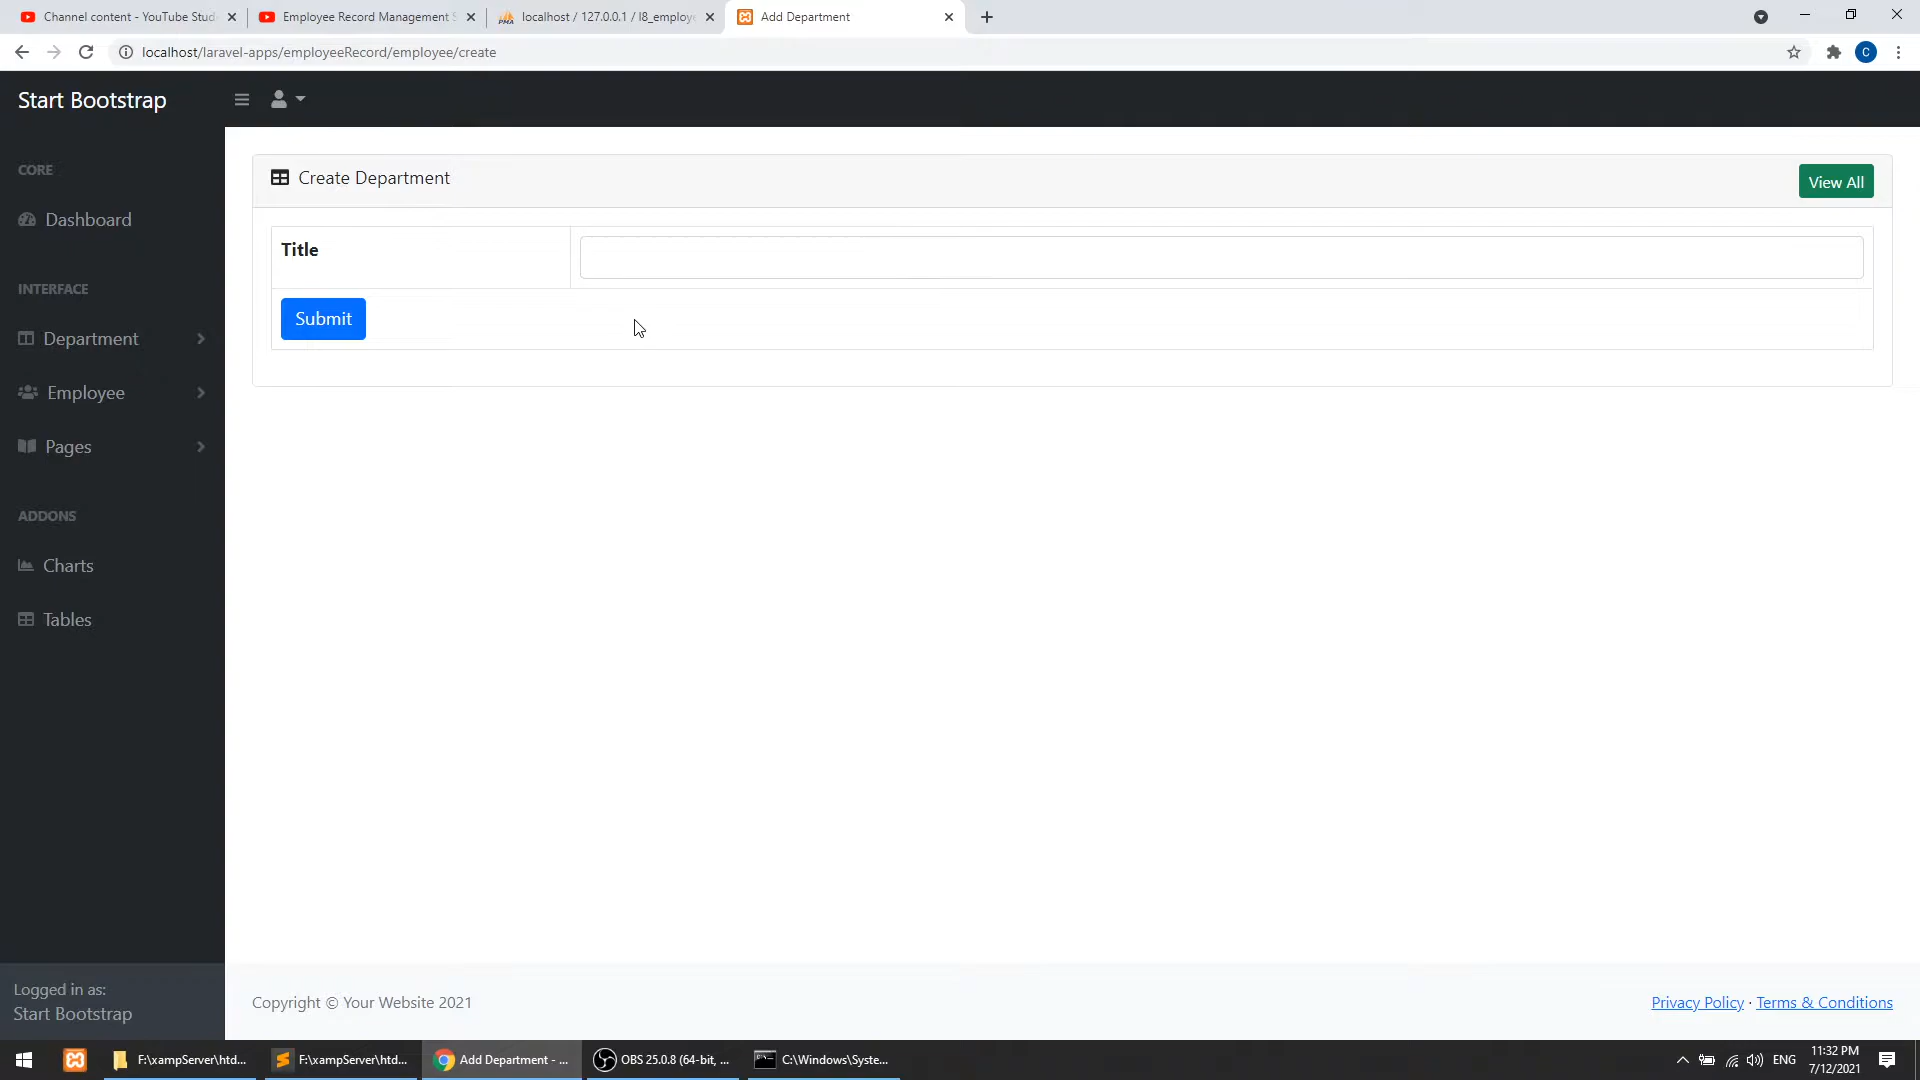 Channel content - YouTube Stud
Employee Record Management S
localhost / 127.0.0.1 / l8_employe
Add Department
localhost/laravel-apps/employeeRecord/employee/create
C
Start Bootstrap
CORE
Dashboard
INTERFACE
Department
Employee
Pages
ADDONS
Charts
Tables
Logged in as:
Start Bootstrap
Create Department
View All
Title
Submit
Copyright © Your Website 2021
Privacy Policy · Terms & Conditions
F:\xampServer\htd...
F:\xampServer\htd...
Add Department - ...
OBS 25.0.8 (64-bit, ...
C:\Windows\Syste...
ENG
11:32 PM
7/12/2021